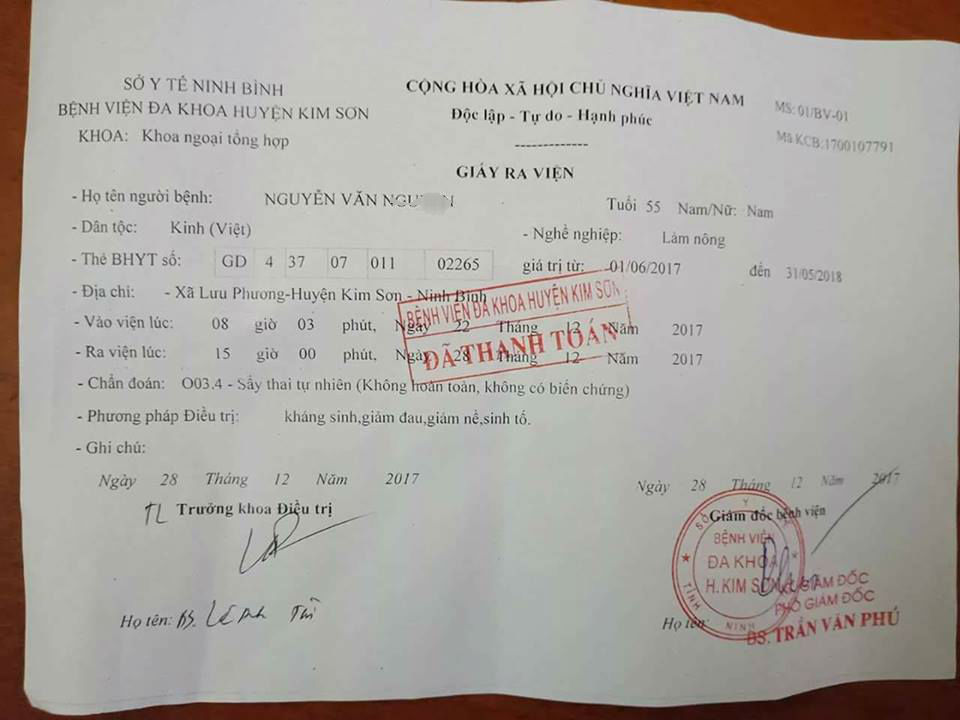 SỞ Y TẾ NINH BÌNH
BỆNH VIỆN ĐA KHOA HUYỆN KIM SƠN
KHOA: Khoa ngoại tổng hợp
CỘNG HÒA XÃ HỘI CHỦ NGHĨA VIỆT NAM
Độc lập - Tự do - Hạnh phúc
-------------
MS: 01/BV-01
Mã KCB:1700107791
GIẤY RA VIỆN
- Họ tên người bệnh: NGUYỄN VĂN Tuổi 55 Nam/Nữ: Nam
- Dân tộc: Kinh (Việt) - Nghề nghiệp: Làm nông
- Thẻ BHYT số: GD 4 37 07 011 02265 giá trị từ: 01/06/2017 đến 31/05/2018
- Địa chỉ: - Xã Lưu Phương-Huyện Kim Sơn - Ninh Bình
- Vào viện lúc: 08 giờ 03 phút, Ngày 22 Tháng 12 Năm 2017
- Ra viện lúc: 15 giờ 00 phút, Ngày 28 Tháng 12 Năm 2017
BỆNH VIỆN ĐA KHOA HUYỆN KIM SƠN
ĐÃ THANH TOÁN
- Chẩn đoán: O03.4 - Sẩy thai tự nhiên (Không hoàn toàn, không có biến chứng)
- Phương pháp Điều trị: kháng sinh,giảm đau,giảm nề,sinh tố.
- Ghi chú:
Ngày 28 Tháng 12 Năm 2017
TL Trưởng khoa Điều trị
Họ tên: BS. Lê
Ngày 28 Tháng 12 Năm 2017
Giám đốc bệnh viện
SỞ Y
BỆNH VIỆN
ĐA KHOA
H. KIM SƠN
TỈNH NINH
GIÁM ĐỐC
PHÓ GIÁM ĐỐC
Họ tên:
BS. TRẦN VĂN PHÚ